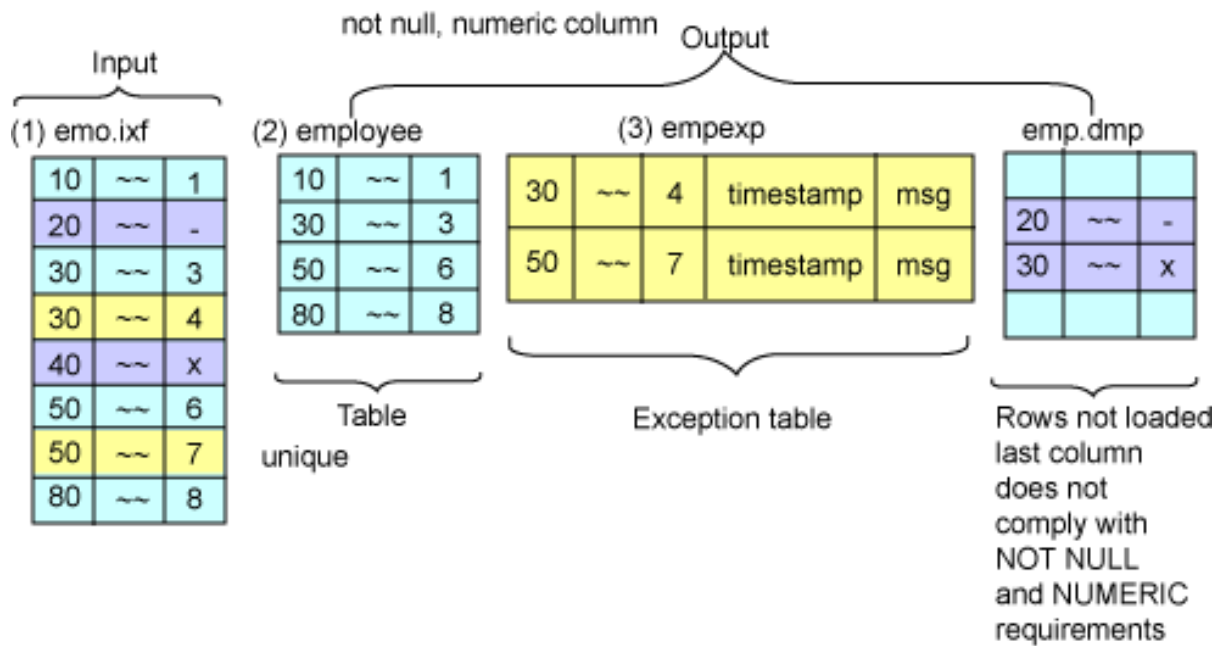 not null, numeric column
Output
Input
(1) emo.ixf
(2) employee
(3) empexp
emp.dmp
10 ~~ 1
20 ~~ -
30 ~~ 3
30 ~~ 4
40 ~~ x
50 ~~ 6
50 ~~ 7
80 ~~ 8
10 ~~ 1
30 ~~ 3
50 ~~ 6
80 ~~ 8
30 ~~ 4 timestamp msg
50 ~~ 7 timestamp msg
20 ~~ -
30 ~~ x
Table
unique
Exception table
Rows not loaded
last column
does not
comply with
NOT NULL
and NUMERIC
requirements